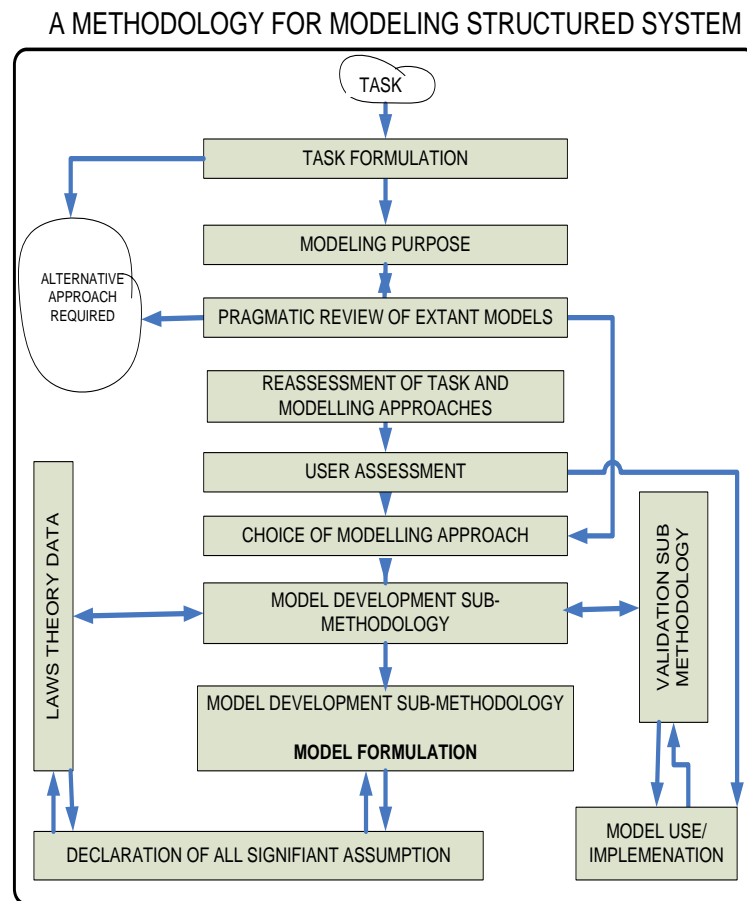 A METHODOLOGY FOR MODELING STRUCTURED SYSTEM
TASK
TASK FORMULATION
MODELING PURPOSE
ALTERNATIVE
APPROACH
REQUIRED
PRAGMATIC REVIEW OF EXTANT MODELS
REASSESSMENT OF TASK AND
MODELLING APPROACHES
USER ASSESSMENT
CHOICE OF MODELLING APPROACH
LAWS THEORY DATA
MODEL DEVELOPMENT SUB-
METHODOLOGY
VALIDATION SUB
METHODOLOGY
MODEL DEVELOPMENT SUB-METHODOLOGY
MODEL FORMULATION
DECLARATION OF ALL SIGNIFIANT ASSUMPTION
MODEL USE/
IMPLEMENATION